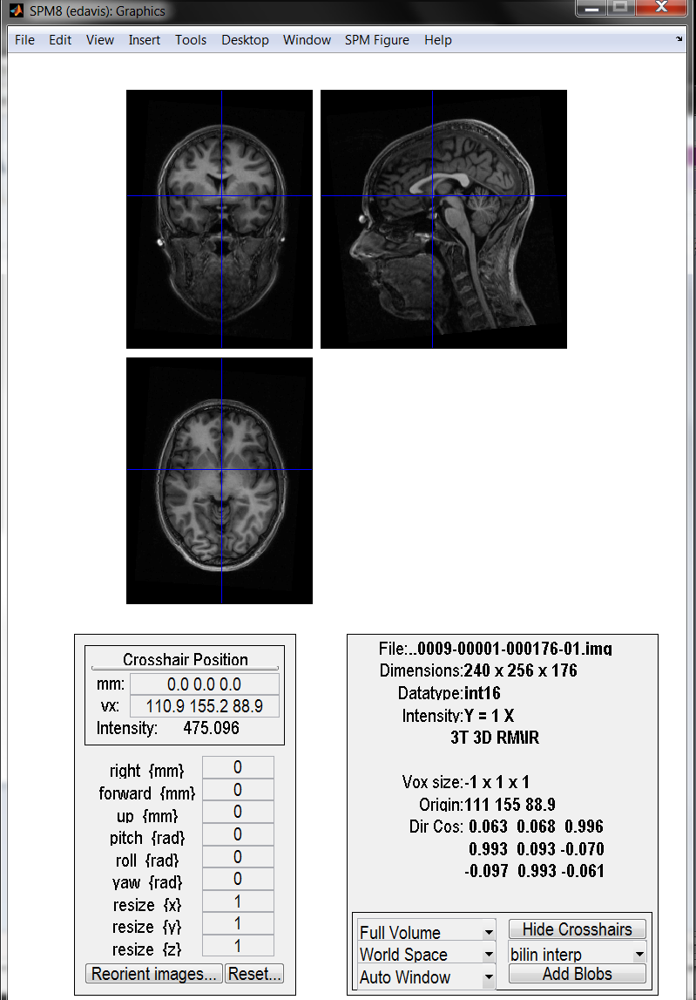 SPM8 (edavis): Graphics
File Edit View Insert Tools Desktop Window SPM Figure Help
Crosshair Position
mm: 0.0 0.0 0.0
vx: 110.9 155.2 88.9
Intensity: 475.096
right {mm} 0
forward {mm} 0
up {mm} 0
pitch {rad} 0
roll {rad} 0
yaw {rad} 0
resize {x} 1
resize {y} 1
resize {z} 1
Reorient images... Reset...
File:..0009-00001-000176-01.img
Dimensions:240 x 256 x 176
Datatype:int16
Intensity:Y = 1 X
3T 3D RM\IR
Vox size:-1 x 1 x 1
Origin:111 155 88.9
Dir Cos: 0.063 0.068 0.996
0.993 0.093 -0.070
-0.097 0.993 -0.061
Full Volume Hide Crosshairs
World Space bilin interp
Auto Window Add Blobs